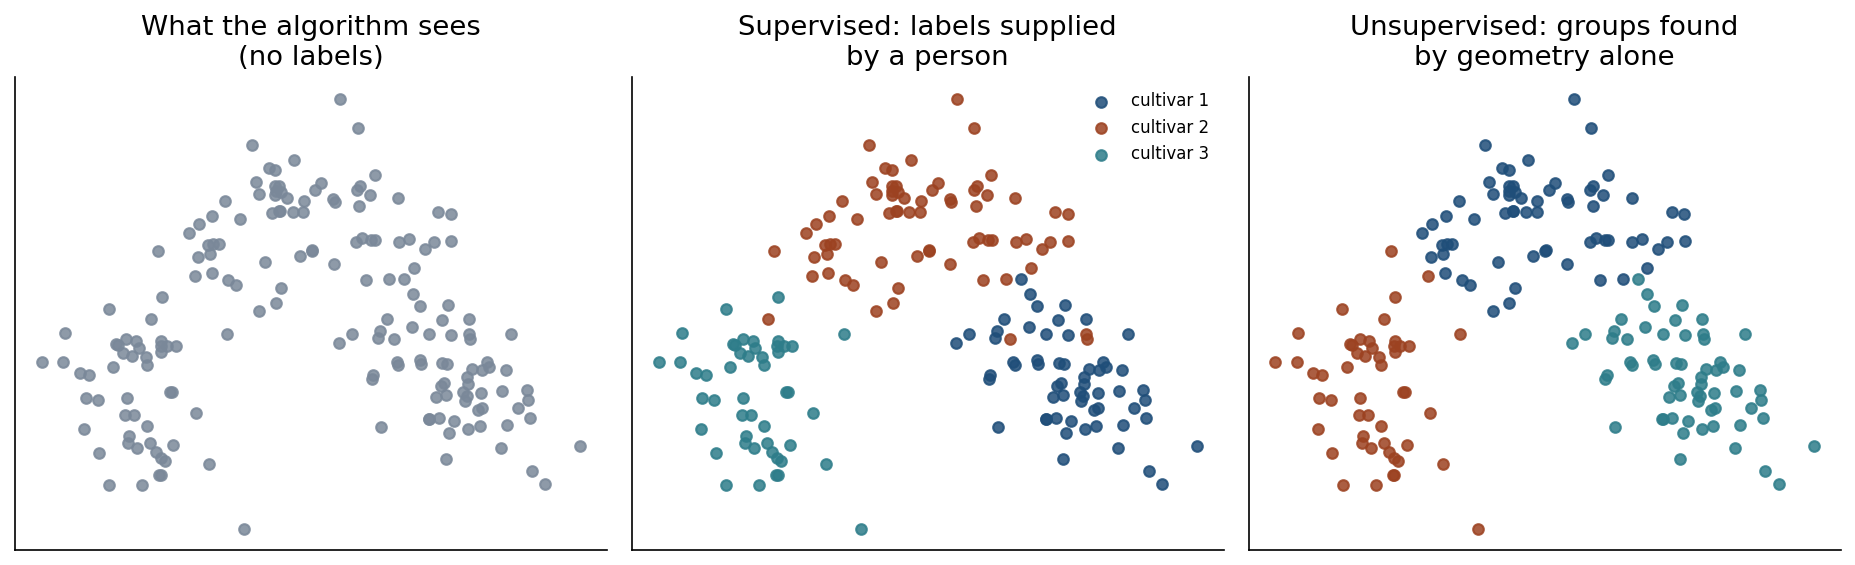 What the algorithm sees
(no labels)
Supervised: labels supplied
by a person
cultivar 1
cultivar 2
cultivar 3
Unsupervised: groups found
by geometry alone